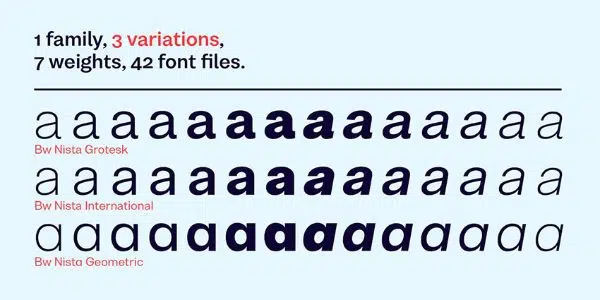 1 family, 3 variations,
7 weights, 42 font files.
a a a a a a a a a a a a a a
Bw Nista Grotesk
a a a a a a a a a a a a a a
Bw Nista International
a a a a a a a a a a a a a a
Bw Nista Geometric